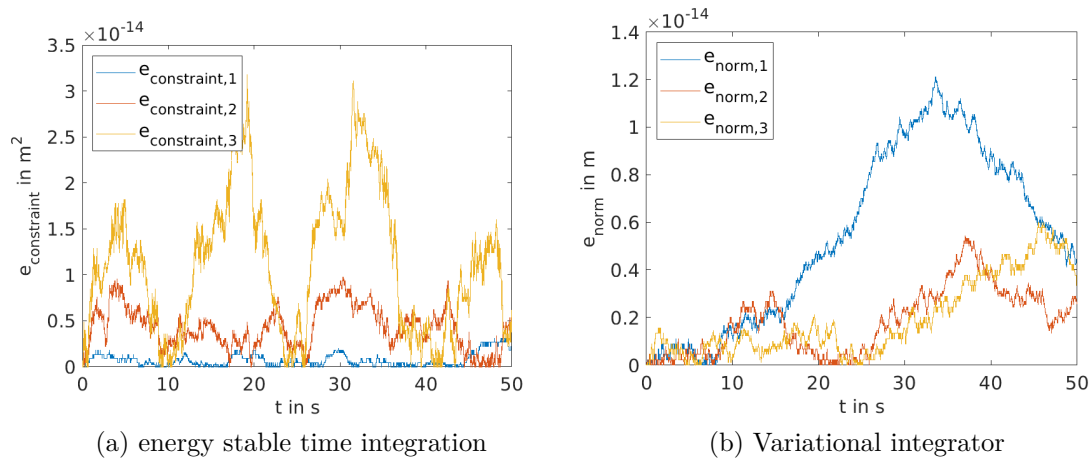 ×10⁻¹⁴
3.5
3
2.5
2
1.5
1
0.5
0
e_constraint in m²
e_constraint,1
e_constraint,2
e_constraint,3
0 10 20 30 40 50
t in s
(a) energy stable time integration
×10⁻¹⁴
1.4
1.2
1
0.8
0.6
0.4
0.2
0
e_norm in m
e_norm,1
e_norm,2
e_norm,3
0 10 20 30 40 50
t in s
(b) Variational integrator